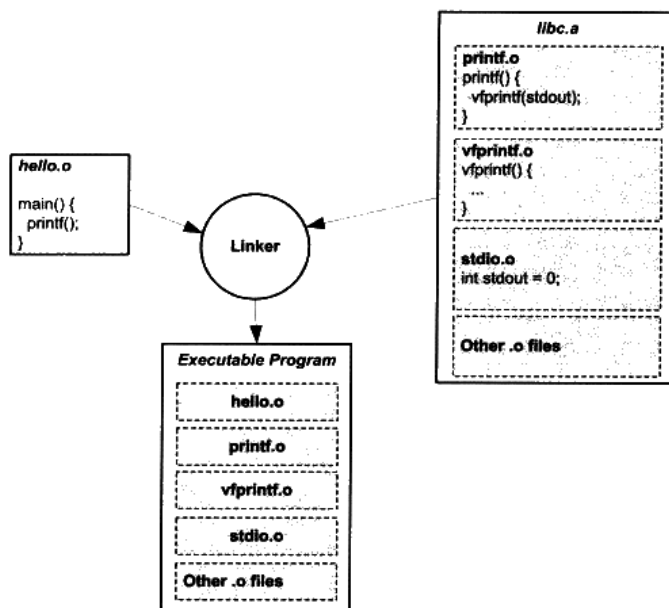 libc.a
printf.o
printf() {
vfprintf(stdout);
}
vfprintf.o
vfprintf() {
...
}
stdio.o
int stdout = 0;
Other .o files
hello.o
main() {
printf();
}
Linker
Executable Program
hello.o
printf.o
vfprintf.o
stdio.o
Other .o files